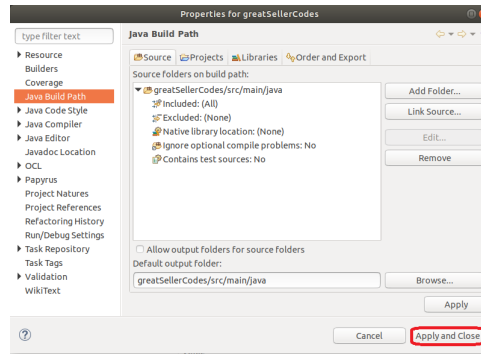 Properties for greatSellerCodes
type filter text
Java Build Path
Resource
Builders
Coverage
Java Build Path
Java Code Style
Java Compiler
Java Editor
Javadoc Location
OCL
Papyrus
Project Natures
Project References
Refactoring History
Run/Debug Settings
Task Repository
Task Tags
Validation
WikiText
Source Projects Libraries Order and Export
Source folders on build path:
greatSellerCodes/src/main/java
Included: (All)
Excluded: (None)
Native library location: (None)
Ignore optional compile problems: No
Contains test sources: No
Add Folder...
Link Source...
Edit...
Remove
Allow output folders for source folders
Default output folder:
greatSellerCodes/src/main/java
Browse...
Apply
Cancel
Apply and Close